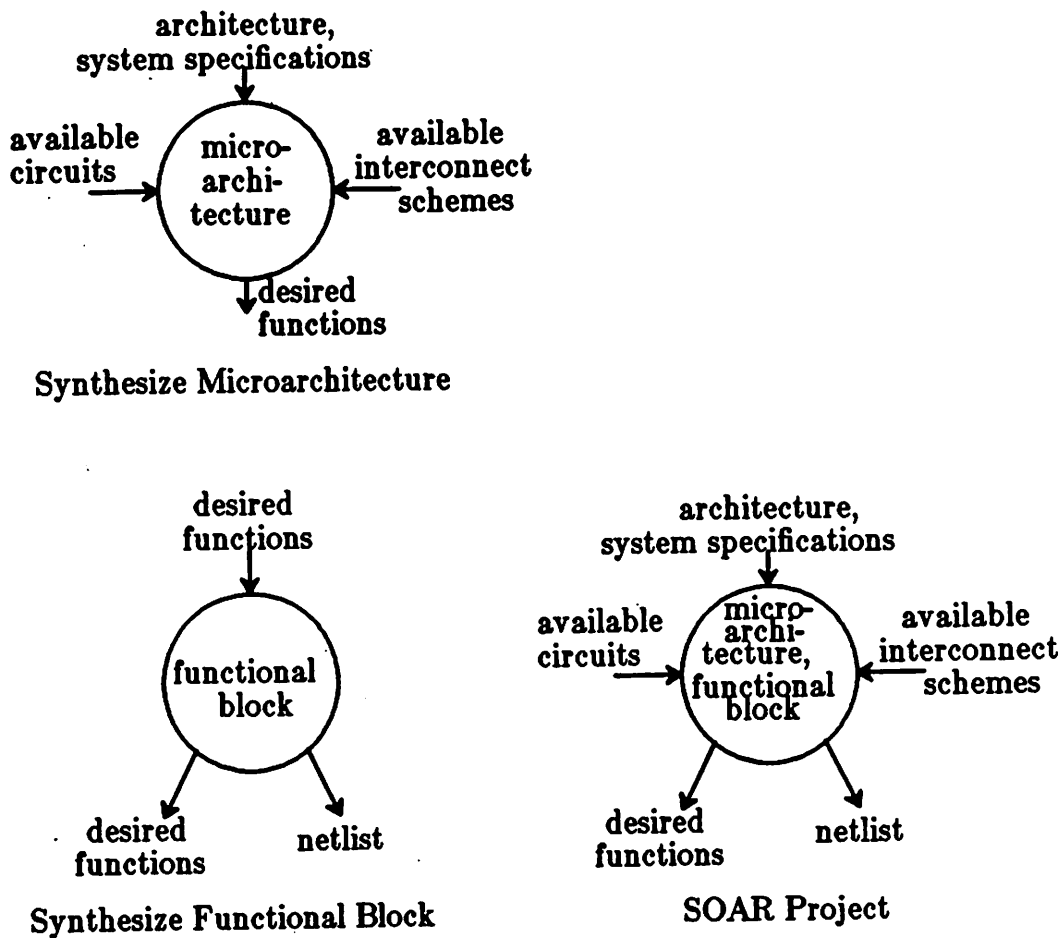 architecture,
system specifications
available
circuits
micro-
archi-
tecture
available
interconnect
schemes
desired
functions
Synthesize Microarchitecture
desired
functions
functional
block
desired
functions
netlist
Synthesize Functional Block
architecture,
system specifications
available
circuits
micro-
archi-
tecture,
functional
block
available
interconnect
schemes
desired
functions
netlist
SOAR Project